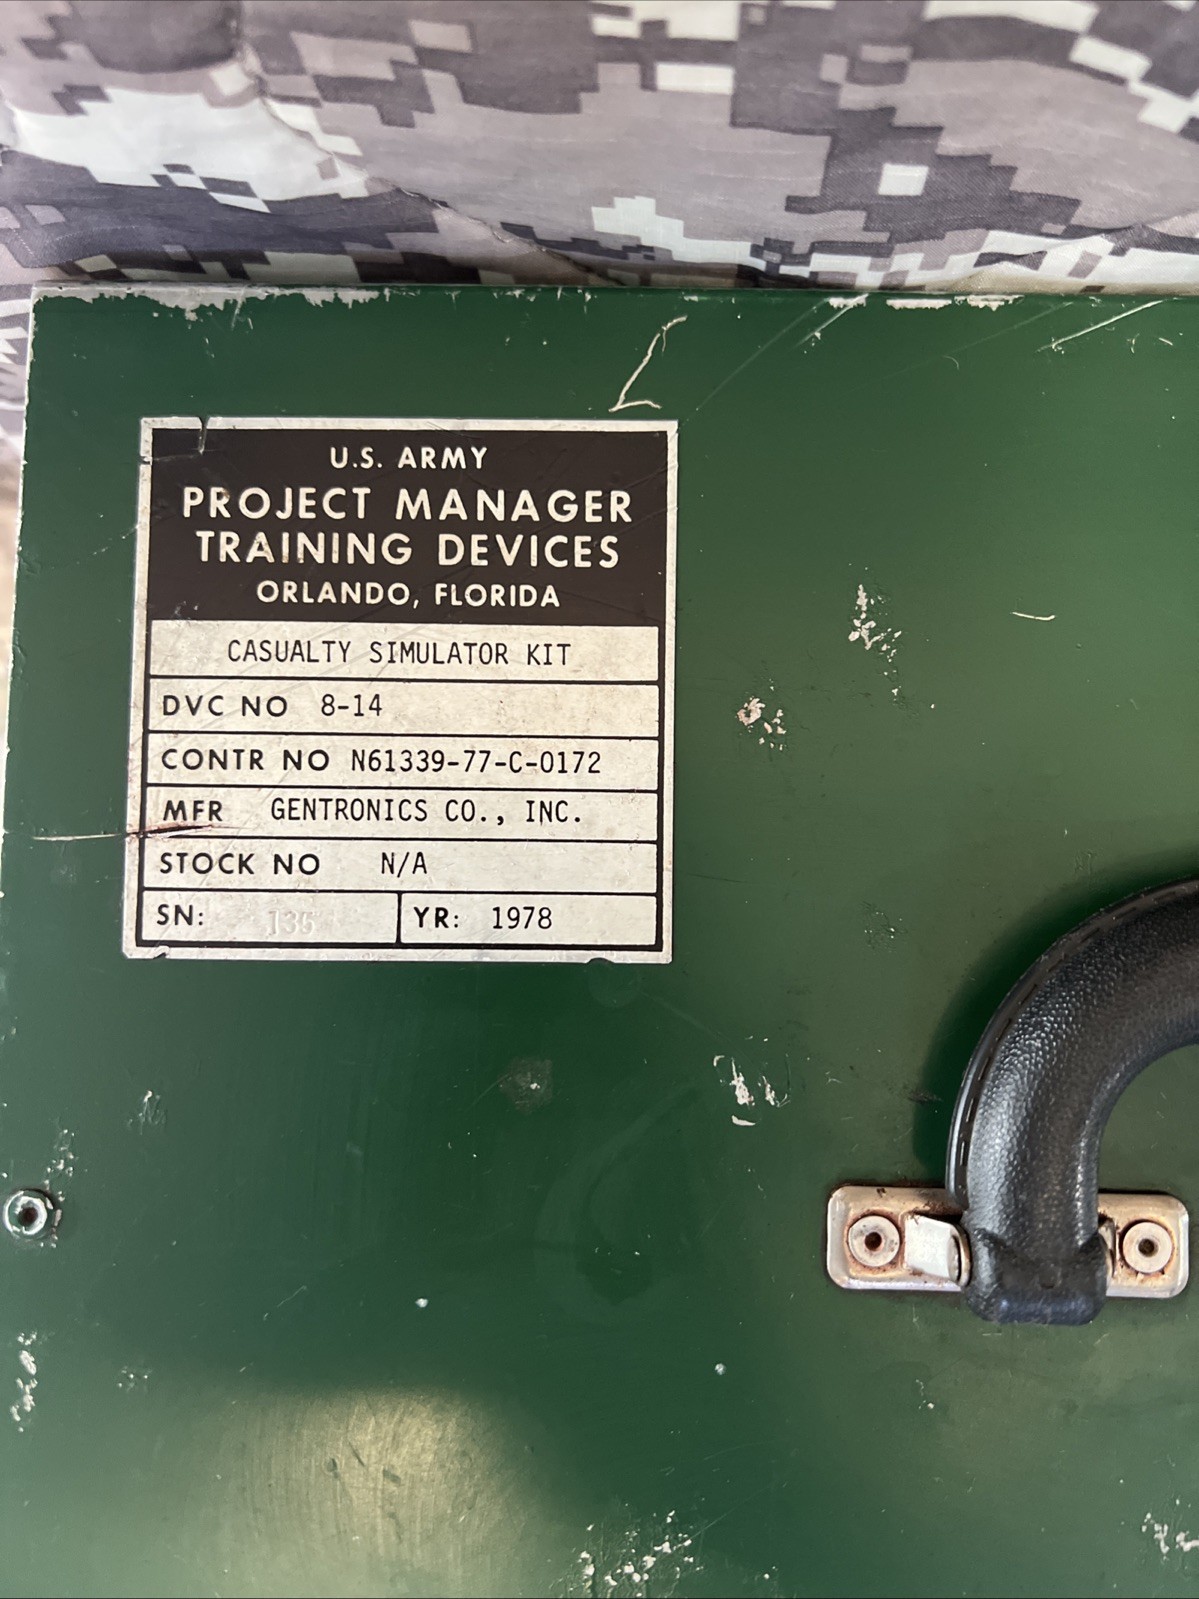 U.S. ARMY
PROJECT MANAGER
TRAINING DEVICES
ORLANDO, FLORIDA
CASUALTY SIMULATOR KIT
DVC NO 8-14
CONTR NO N61339-77-C-0172
MFR GENTRONICS CO., INC.
STOCK NO N/A
SN: YR: 1978